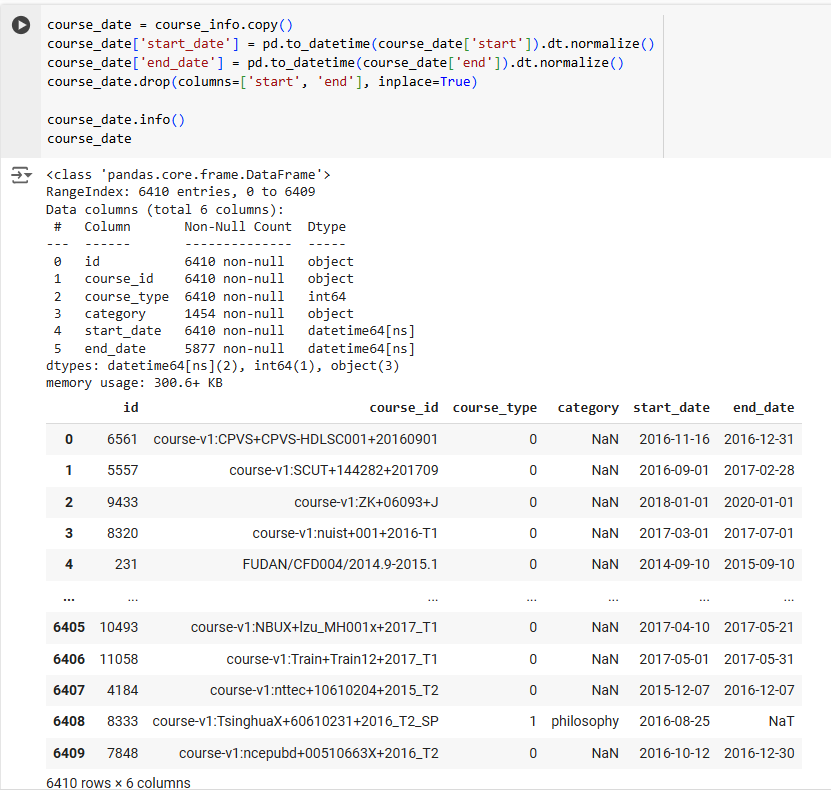 course_date = course_info.copy()
course_date['start_date'] = pd.to_datetime(course_date['start']).dt.normalize()
course_date['end_date'] = pd.to_datetime(course_date['end']).dt.normalize()
course_date.drop(columns=['start', 'end'], inplace=True)
course_date.info()
course_date
<class 'pandas.core.frame.DataFrame'>
RangeIndex: 6410 entries, 0 to 6409
Data columns (total 6 columns):
# Column Non-Null Count Dtype
--- ------ -------------- -----
0 id 6410 non-null object
1 course_id 6410 non-null object
2 course_type 6410 non-null int64
3 category 1454 non-null object
4 start_date 6410 non-null datetime64[ns]
5 end_date 5877 non-null datetime64[ns]
dtypes: datetime64[ns](2), int64(1), object(3)
memory usage: 300.6+ KB
id course_id course_type category start_date end_date
0 6561 course-v1:CPVS+CPVS-HDLSC001+20160901 0 NaN 2016-11-16 2016-12-31
1 5557 course-v1:SCUT+144282+201709 0 NaN 2016-09-01 2017-02-28
2 9433 course-v1:ZK+06093+J 0 NaN 2018-01-01 2020-01-01
3 8320 course-v1:nuist+001+2016-T1 0 NaN 2017-03-01 2017-07-01
4 231 FUDAN/CFD004/2014.9-2015.1 0 NaN 2014-09-10 2015-09-10
... ... ... ... ... ... ...
6405 10493 course-v1:NBUX+lzu_MH001x+2017_T1 0 NaN 2017-04-10 2017-05-21
6406 11058 course-v1:Train+Train12+2017_T1 0 NaN 2017-05-01 2017-05-31
6407 4184 course-v1:nttec+10610204+2015_T2 0 NaN 2015-12-07 2016-12-07
6408 8333 course-v1:TsinghuaX+60610231+2016_T2_SP 1 philosophy 2016-08-25 NaT
6409 7848 course-v1:ncepubd+00510663X+2016_T2 0 NaN 2016-10-12 2016-12-30
6410 rows × 6 columns